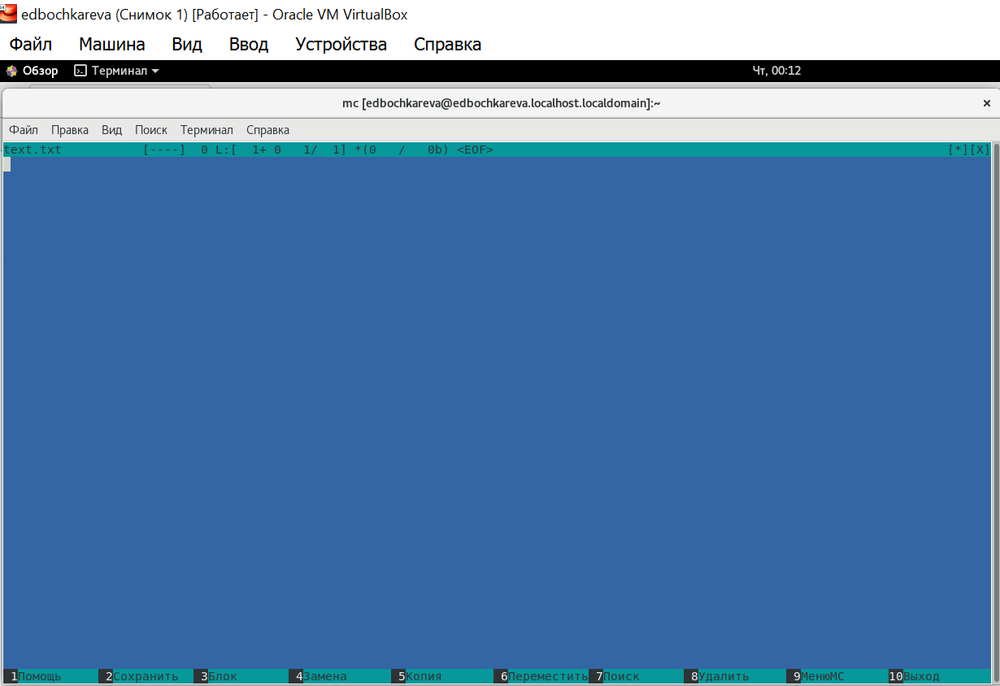 edbochkareva (Снимок 1) [Работает] - Oracle VM VirtualBox
Файл Машина Вид Ввод Устройства Справка
Обзор Терминал Чт, 00:12
mc [edbochkareva@edbochkareva.localhost.localdomain]:~
Файл Правка Вид Поиск Терминал Справка
text.txt [----] 0 L:[ 1+ 0 1/ 1] *(0 / 0b) <EOF> [*][X]
1Помощь 2Сохранить 3Блок 4Замена 5Копия 6Переместить 7Поиск 8Удалить 9МенюMC 10Выход